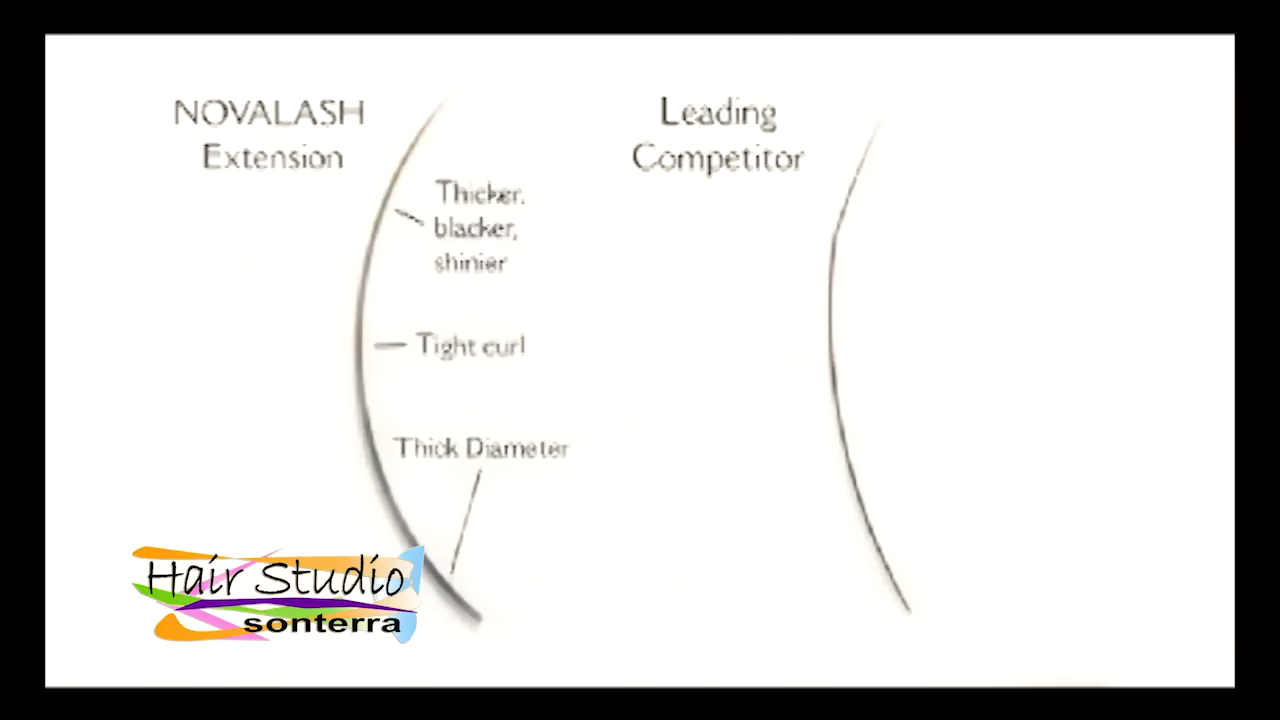 NOVALASH
Extension
Thicker,
blacker,
shinier
Tight curl
Thick Diameter
Leading
Competitor
Hair Studio
sonterra